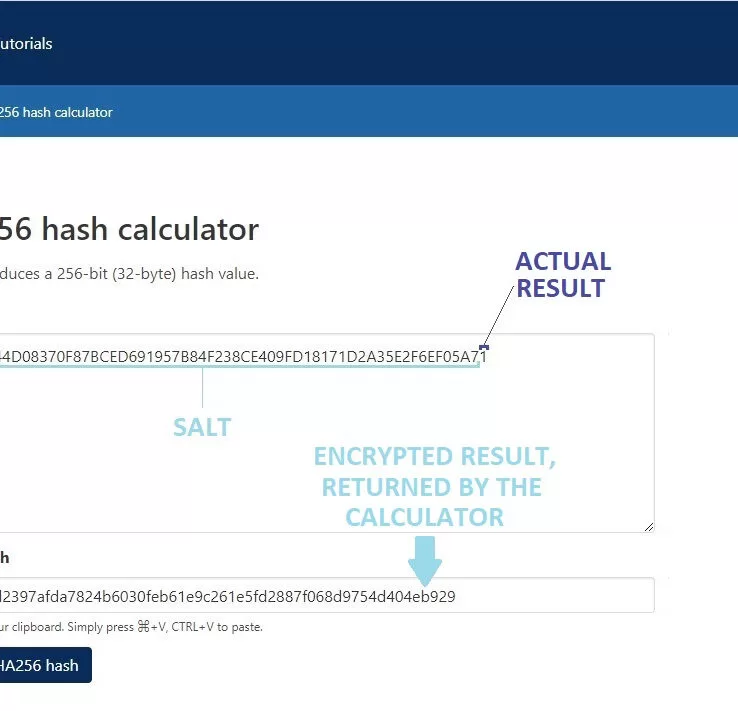 utorials
256 hash calculator
56 hash calculator
duces a 256-bit (32-byte) hash value.
ACTUAL
RESULT
44D08370F87BCED691957B84F238CE409FD18171D2A35E2F6EF05A71
SALT
ENCRYPTED RESULT,
RETURNED BY THE
CALCULATOR
h
d2397afda7824b6030feb61e9c261e5fd2887f068d9754d404eb929
ur clipboard. Simply press ⌘+V, CTRL+V to paste.
HA256 hash